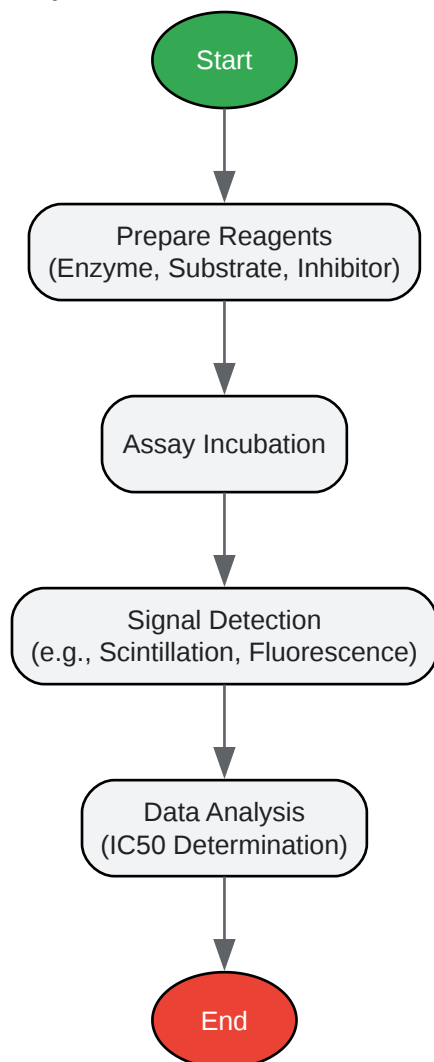 Start
Prepare Reagents
(Enzyme, Substrate, Inhibitor)
Assay Incubation
Signal Detection
(e.g., Scintillation, Fluorescence)
Data Analysis
(IC50 Determination)
End